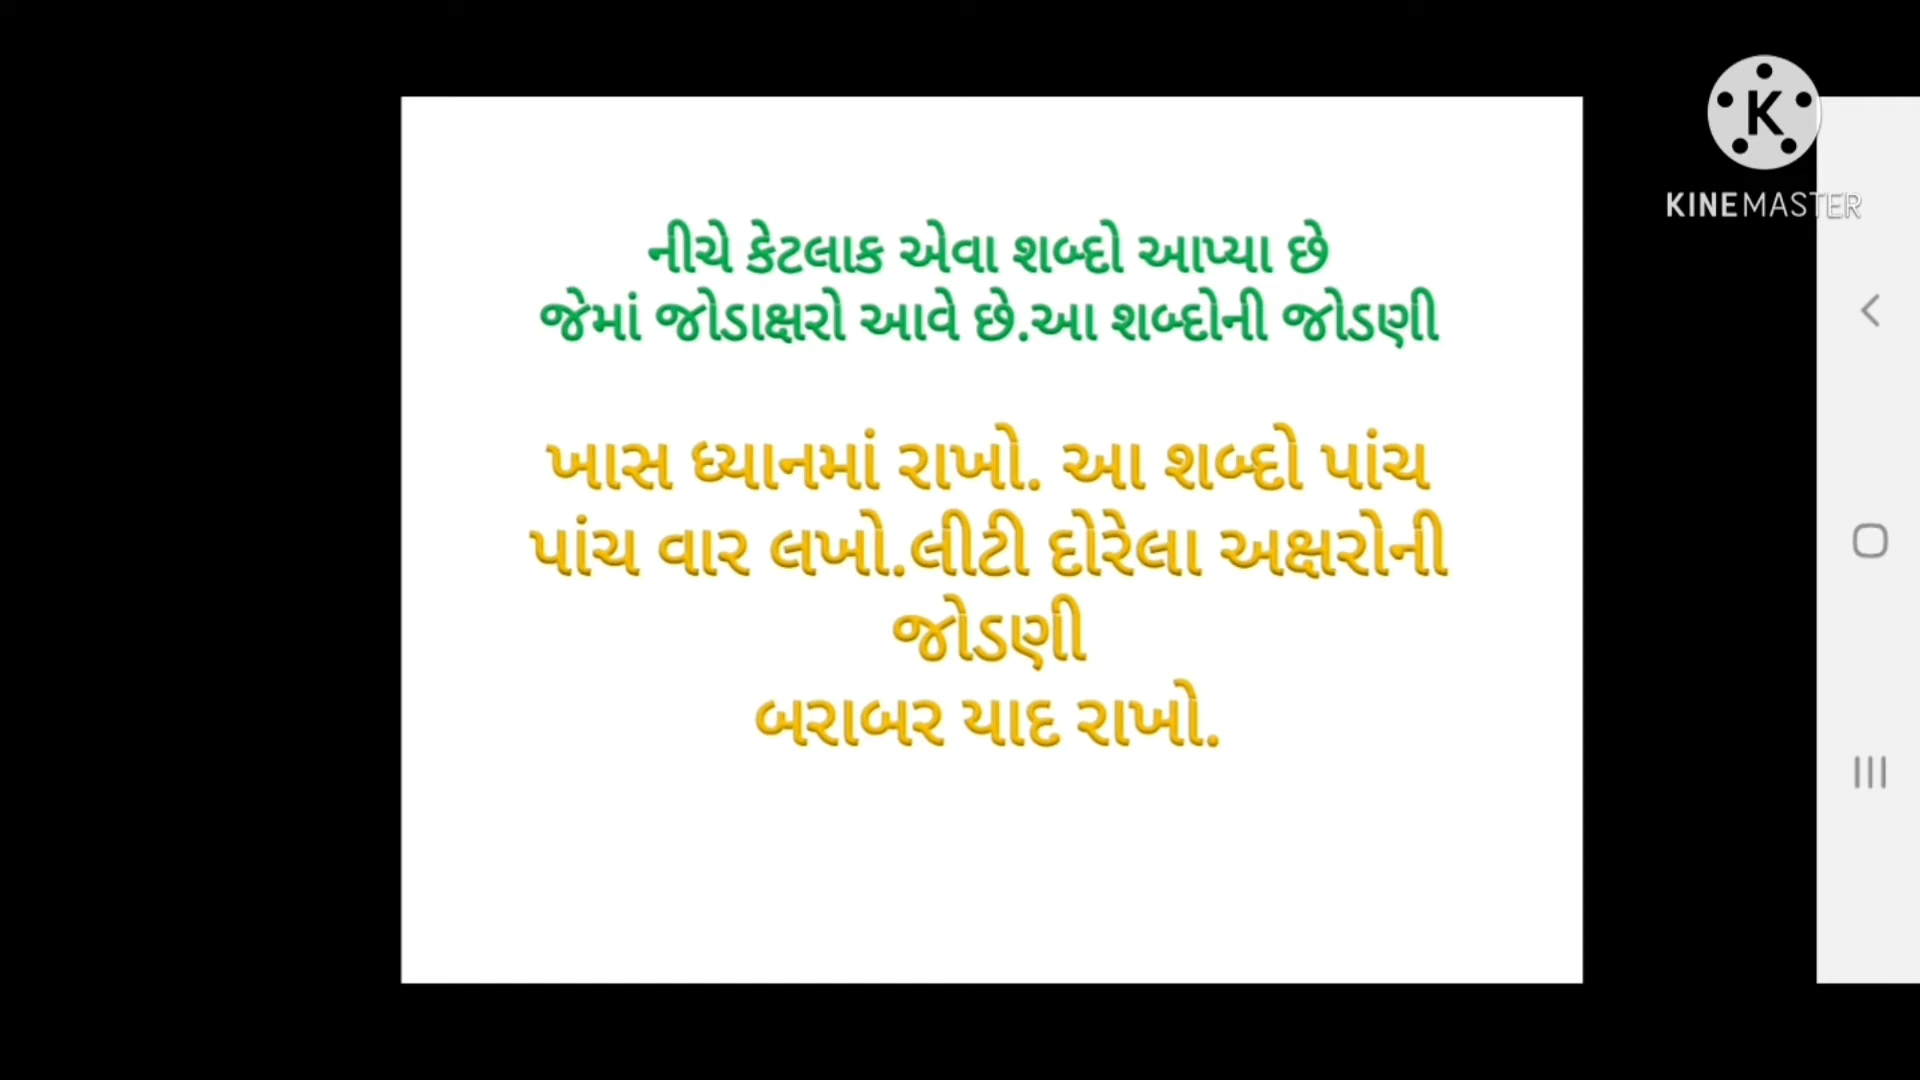 નીચે કેટલાક એવા શબ્દો આપ્યા છે
જેમાં જોડાક્ષરો આવે છે.આ શબ્દોની જોડણી
ખાસ ધ્યાનમાં રાખો. આ શબ્દો પાંચ
પાંચ વાર લખો.લીટી દોરેલા અક્ષરોની
જોડણી
બરાબર યાદ રાખો.
K
KINEMASTER